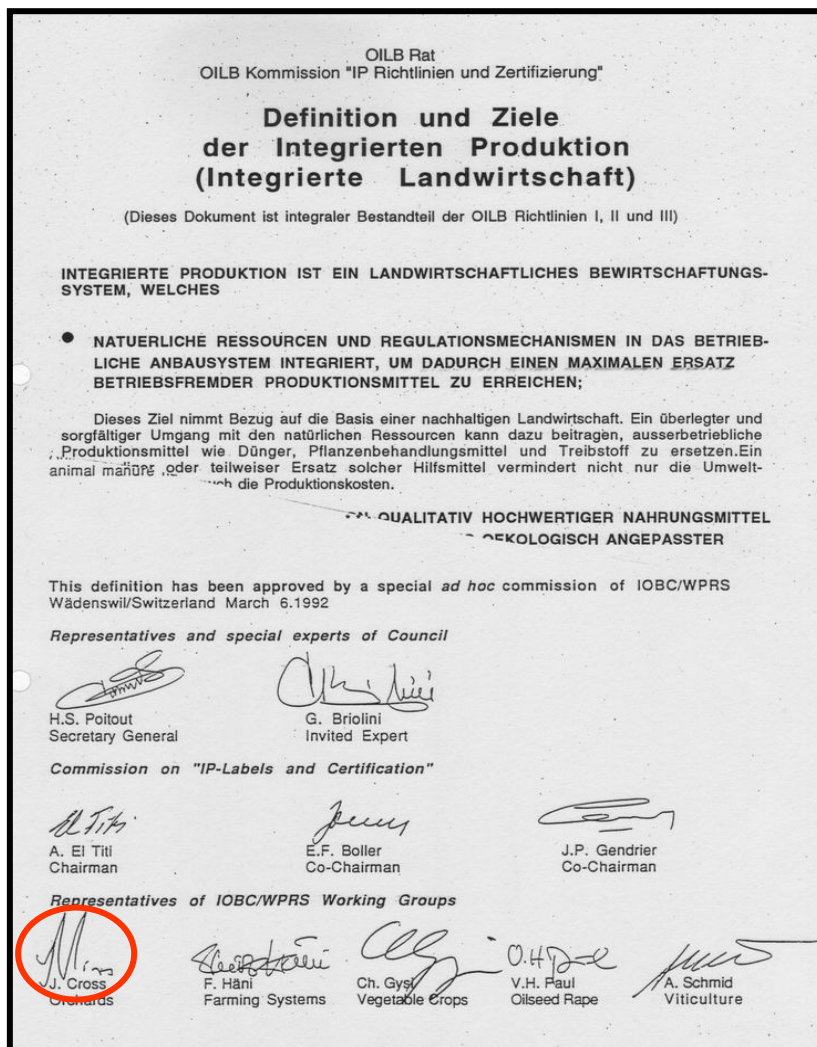 OILB Rat
OILB Kommission "IP Richtlinien und Zertifizierung"
Definition und Ziele
der Integrierten Produktion
(Integrierte Landwirtschaft)
(Dieses Dokument ist integraler Bestandteil der OILB Richtlinien I, II und III)
INTEGRIERTE PRODUKTION IST EIN LANDWIRTSCHAFTLICHES BEWIRTSCHAFTUNGS-
SYSTEM, WELCHES
● NATUERLICHE RESSOURCEN UND REGULATIONSMECHANISMEN IN DAS BETRIEB-
LICHE ANBAUSYSTEM INTEGRIERT, UM DADURCH EINEN MAXIMALEN ERSATZ
BETRIEBSFREMDER PRODUKTIONSMITTEL ZU ERREICHEN;
Dieses Ziel nimmt Bezug auf die Basis einer nachhaltigen Landwirtschaft. Ein überlegter und
sorgfältiger Umgang mit den natürlichen Ressourcen kann dazu beitragen, ausserbetriebliche
Produktionsmittel wie Dünger, Pflanzenbehandlungsmittel und Treibstoff zu ersetzen.Ein
animal manure oder teilweiser Ersatz solcher Hilfsmittel vermindert nicht nur die Umwelt-
die Produktionskosten.
QUALITATIV HOCHWERTIGER NAHRUNGSMITTEL
OEKOLOGISCH ANGEPASSTER
This definition has been approved by a special ad hoc commission of IOBC/WPRS
Wädenswil/Switzerland March 6.1992
Representatives and special experts of Council
H.S. Poitout G. Briolini
Secretary General Invited Expert
Commission on "IP-Labels and Certification"
A. El Titi E.F. Boller J.P. Gendrier
Chairman Co-Chairman Co-Chairman
Representatives of IOBC/WPRS Working Groups
J. Cross F. Häni Ch. Gysi V.H. Paul A. Schmid
Orchards Farming Systems Vegetable Crops Oilseed Rape Viticulture